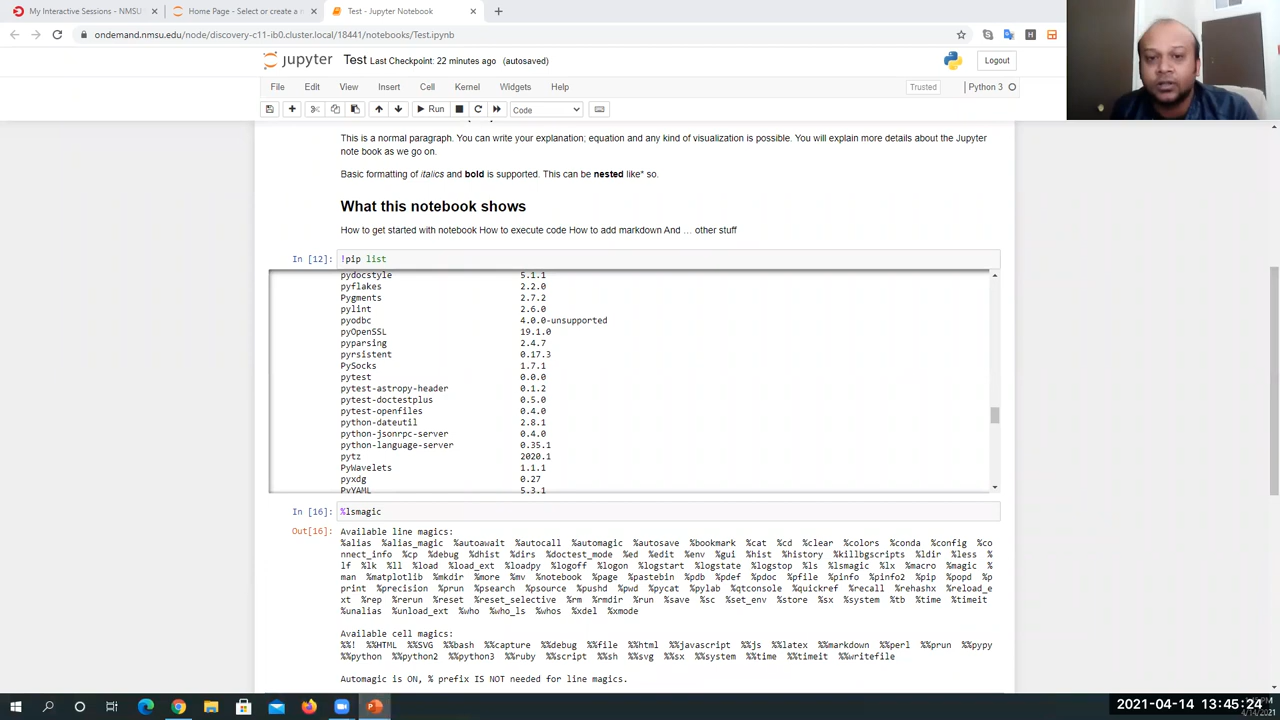 My Interactive Sessions - NMSU
Home Page - Select or create a n
Test - Jupyter Notebook
ondemand.nmsu.edu/node/discovery-c11-ib0.cluster.local/18441/notebooks/Test.ipynb
jupyter Test Last Checkpoint: 22 minutes ago (autosaved)
Logout
File Edit View Insert Cell Kernel Widgets Help
Trusted
Python 3
Run
Code
This is a normal paragraph. You can write your explanation; equation and any kind of visualization is possible. You will explain more details about the Jupyter
note book as we go on.
Basic formatting of italics and bold is supported. This can be nested like* so.
What this notebook shows
How to get started with notebook How to execute code How to add markdown And ... other stuff
In [12]: !pip list
pydocstyle 5.1.1
pyflakes 2.2.0
Pygments 2.7.2
pylint 2.6.0
pyodbc 4.0.0-unsupported
pyOpenSSL 19.1.0
pyparsing 2.4.7
pyrsistent 0.17.3
PySocks 1.7.1
pytest 0.0.0
pytest-astropy-header 0.1.2
pytest-doctestplus 0.5.0
pytest-openfiles 0.4.0
python-dateutil 2.8.1
python-jsonrpc-server 0.4.0
python-language-server 0.35.1
pytz 2020.1
PyWavelets 1.1.1
pyxdg 0.27
PyYAML 5.3.1
In [16]: %lsmagic
Out[16]: Available line magics:
%alias %alias_magic %autoawait %autocall %automagic %autosave %bookmark %cat %cd %clear %colors %conda %config %co
nnect_info %cp %debug %dhist %dirs %doctest_mode %ed %edit %env %gui %hist %history %killbgscripts %ldir %less %
lf %lk %ll %load %load_ext %loadpy %logoff %logon %logstart %logstate %logstop %ls %lsmagic %lx %macro %magic %
man %matplotlib %mkdir %more %mv %notebook %page %pastebin %pdb %pdef %pdoc %pfile %pinfo %pinfo2 %pip %popd %p
print %precision %prun %psearch %psource %pushd %pwd %pycat %pylab %qtconsole %quickref %recall %rehashx %reload_e
xt %rep %rerun %reset %reset_selective %rm %rmdir %run %save %sc %set_env %store %sx %system %tb %time %timeit
%unalias %unload_ext %who %who_ls %whos %xdel %xmode
Available cell magics:
%%! %%HTML %%SVG %%bash %%capture %%debug %%file %%html %%javascript %%js %%latex %%markdown %%perl %%prun %%pypy
%%python %%python2 %%python3 %%ruby %%script %%sh %%svg %%sx %%system %%time %%timeit %%writefile
Automagic is ON, % prefix IS NOT needed for line magics.
2021-04-14 13:45:24
4/14/2021